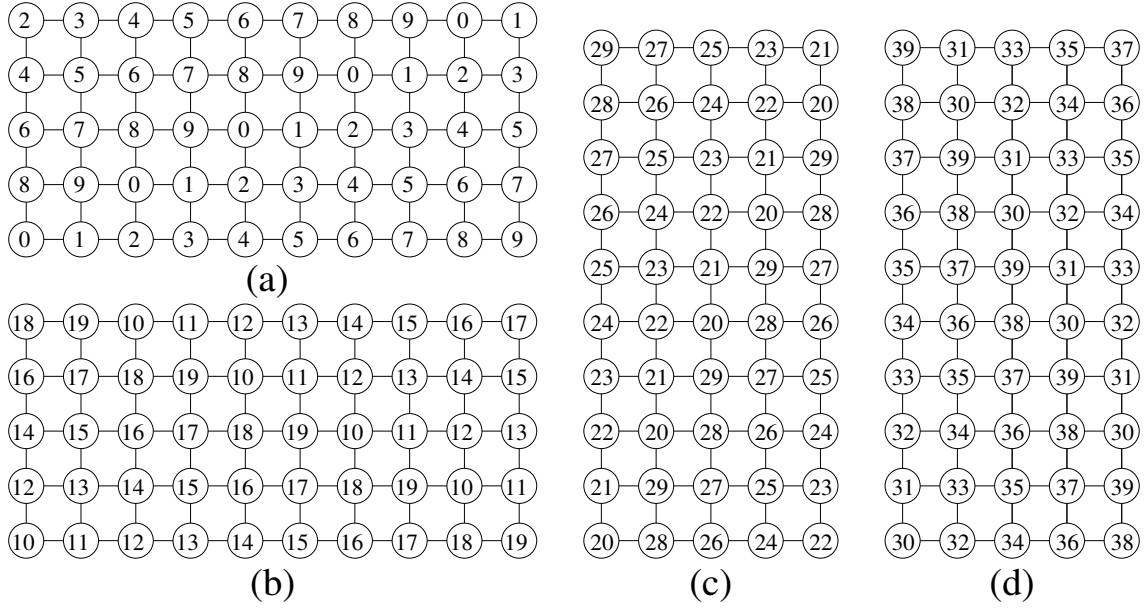 2 3 4 5 6 7 8 9 0 1
4 5 6 7 8 9 0 1 2 3
6 7 8 9 0 1 2 3 4 5
8 9 0 1 2 3 4 5 6 7
0 1 2 3 4 5 6 7 8 9
(a)
18 19 10 11 12 13 14 15 16 17
16 17 18 19 10 11 12 13 14 15
14 15 16 17 18 19 10 11 12 13
12 13 14 15 16 17 18 19 10 11
10 11 12 13 14 15 16 17 18 19
(b)
29 27 25 23 21
28 26 24 22 20
27 25 23 21 29
26 24 22 20 28
25 23 21 29 27
24 22 20 28 26
23 21 29 27 25
22 20 28 26 24
21 29 27 25 23
20 28 26 24 22
(c)
39 31 33 35 37
38 30 32 34 36
37 39 31 33 35
36 38 30 32 34
35 37 39 31 33
34 36 38 30 32
33 35 37 39 31
32 34 36 38 30
31 33 35 37 39
30 32 34 36 38
(d)